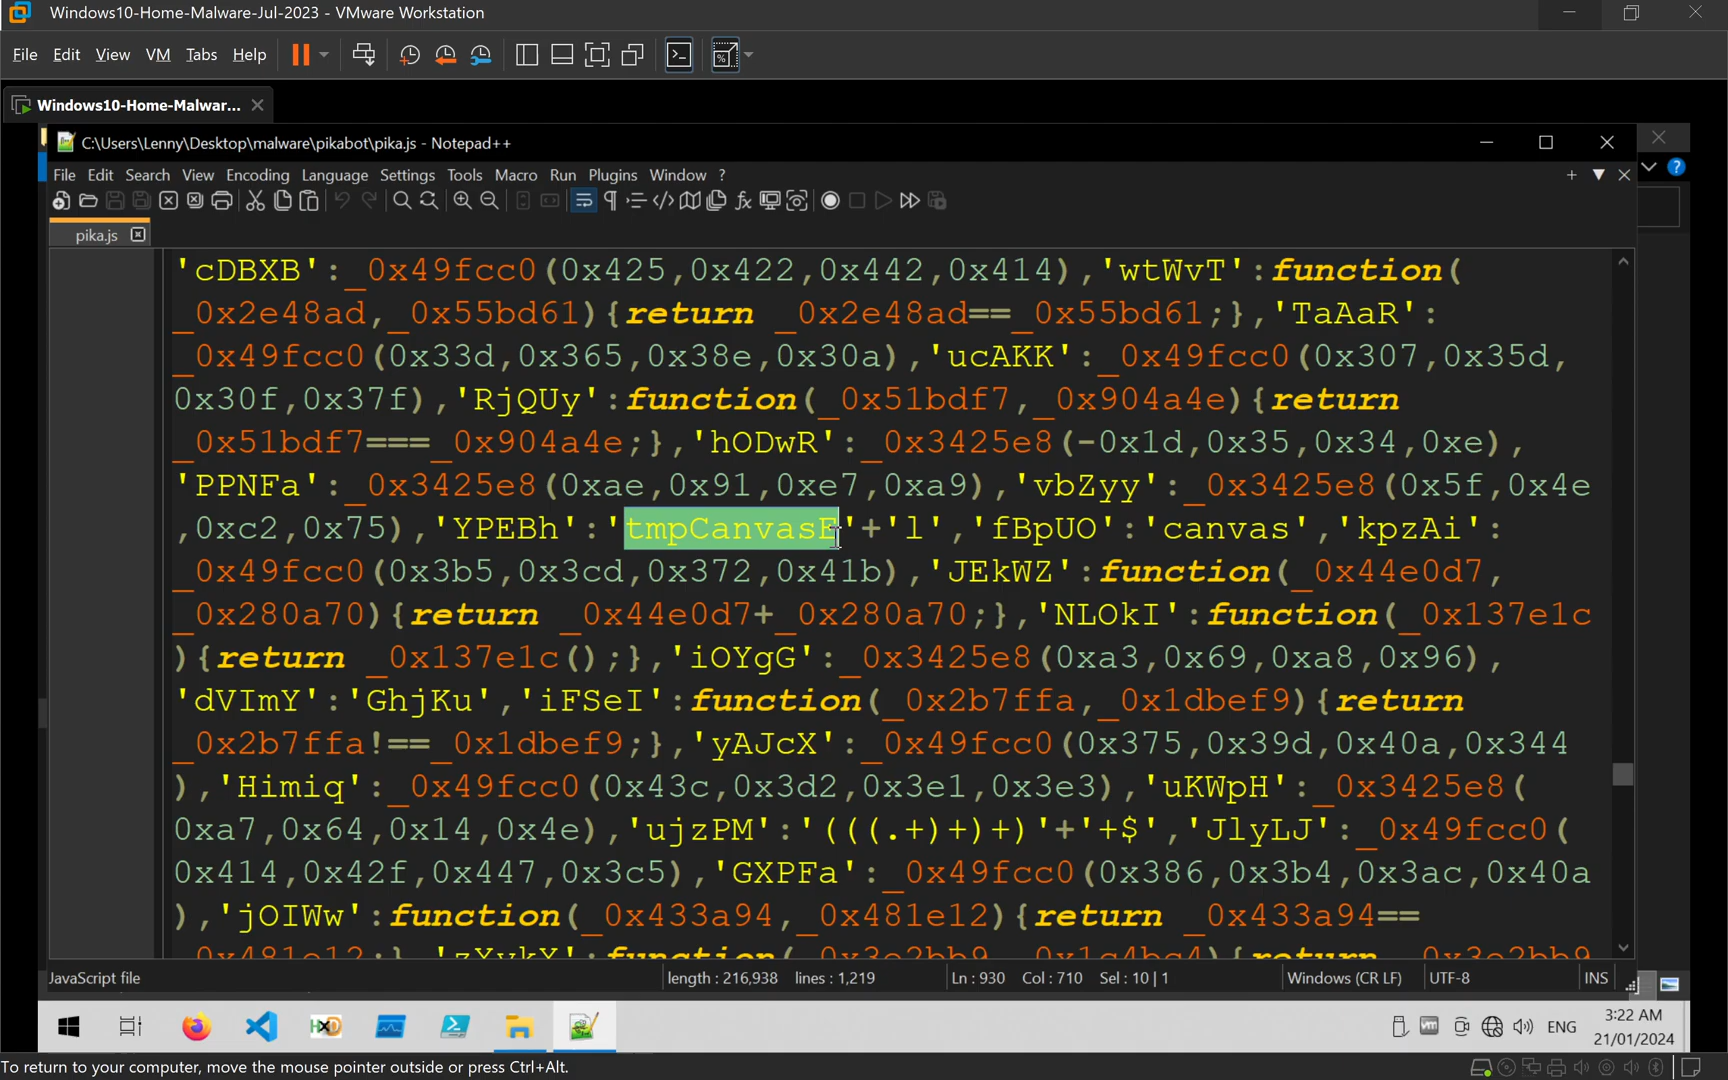 Windows10-Home-Malware-Jul-2023 - VMware Workstation
File Edit View VM Tabs Help
Windows10-Home-Malwar...
C:\Users\Lenny\Desktop\malware\pikabot\pika.js - Notepad++
File Edit Search View Encoding Language Settings Tools Macro Run Plugins Window ?
pika.js
'cDBXB':_0x49fcc0(0x425,0x422,0x442,0x414),'wtWvT':function(
_0x2e48ad,_0x55bd61){return _0x2e48ad==_0x55bd61;},'TaAaR':
_0x49fcc0(0x33d,0x365,0x38e,0x30a),'ucAKK':_0x49fcc0(0x307,0x35d,
0x30f,0x37f),'RjQUy':function(_0x51bdf7,_0x904a4e){return
_0x51bdf7===_0x904a4e;},'hODwR':_0x3425e8(-0x1d,0x35,0x34,0xe),
'PPNFa':_0x3425e8(0xae,0x91,0xe7,0xa9),'vbZyy':_0x3425e8(0x5f,0x4e
,0xc2,0x75),'YPEBh':'tmpCanvasE'+'l','fBpUO':'canvas','kpzAi':
_0x49fcc0(0x3b5,0x3cd,0x372,0x41b),'JEkWZ':function(_0x44e0d7,
_0x280a70){return _0x44e0d7+_0x280a70;},'NLOkI':function(_0x137e1c
){return _0x137e1c();},'iOYgG':_0x3425e8(0xa3,0x69,0xa8,0x96),
'dVImY':'GhjKu','iFSeI':function(_0x2b7ffa,_0x1dbef9){return
_0x2b7ffa!==_0x1dbef9;},'yAJcX':_0x49fcc0(0x375,0x39d,0x40a,0x344
),'Himiq':_0x49fcc0(0x43c,0x3d2,0x3e1,0x3e3),'uKWpH':_0x3425e8(
0xa7,0x64,0x14,0x4e),'ujzPM':'(((.+)+)+)'+'+$','JlyLJ':_0x49fcc0(
0x414,0x42f,0x447,0x3c5),'GXPFa':_0x49fcc0(0x386,0x3b4,0x3ac,0x40a
),'jOIWw':function(_0x433a94,_0x481e12){return _0x433a94==
JavaScript file length : 216,938 lines : 1,219 Ln : 930 Col : 710 Sel : 10 | 1 Windows (CR LF) UTF-8 INS
ENG
3:22 AM
21/01/2024
To return to your computer, move the mouse pointer outside or press Ctrl+Alt.